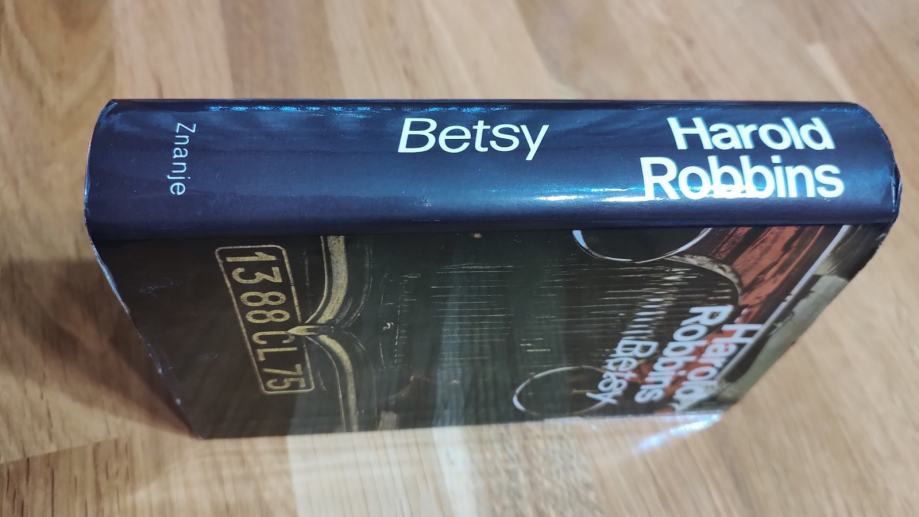 Znanje
Betsy
Harold
Robbins
1388 CL 75
Harold
Robbins
Betsy